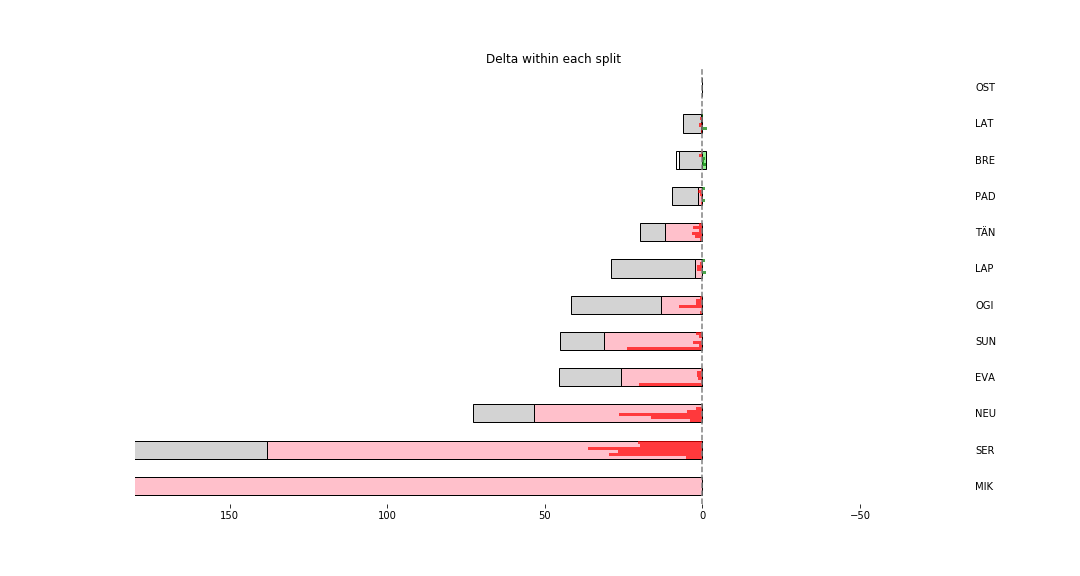 Delta within each split
OST
LAT
BRE
PAD
TÄN
LAP
OGI
SUN
EVA
NEU
SER
MIK
150 100 50 0 −50